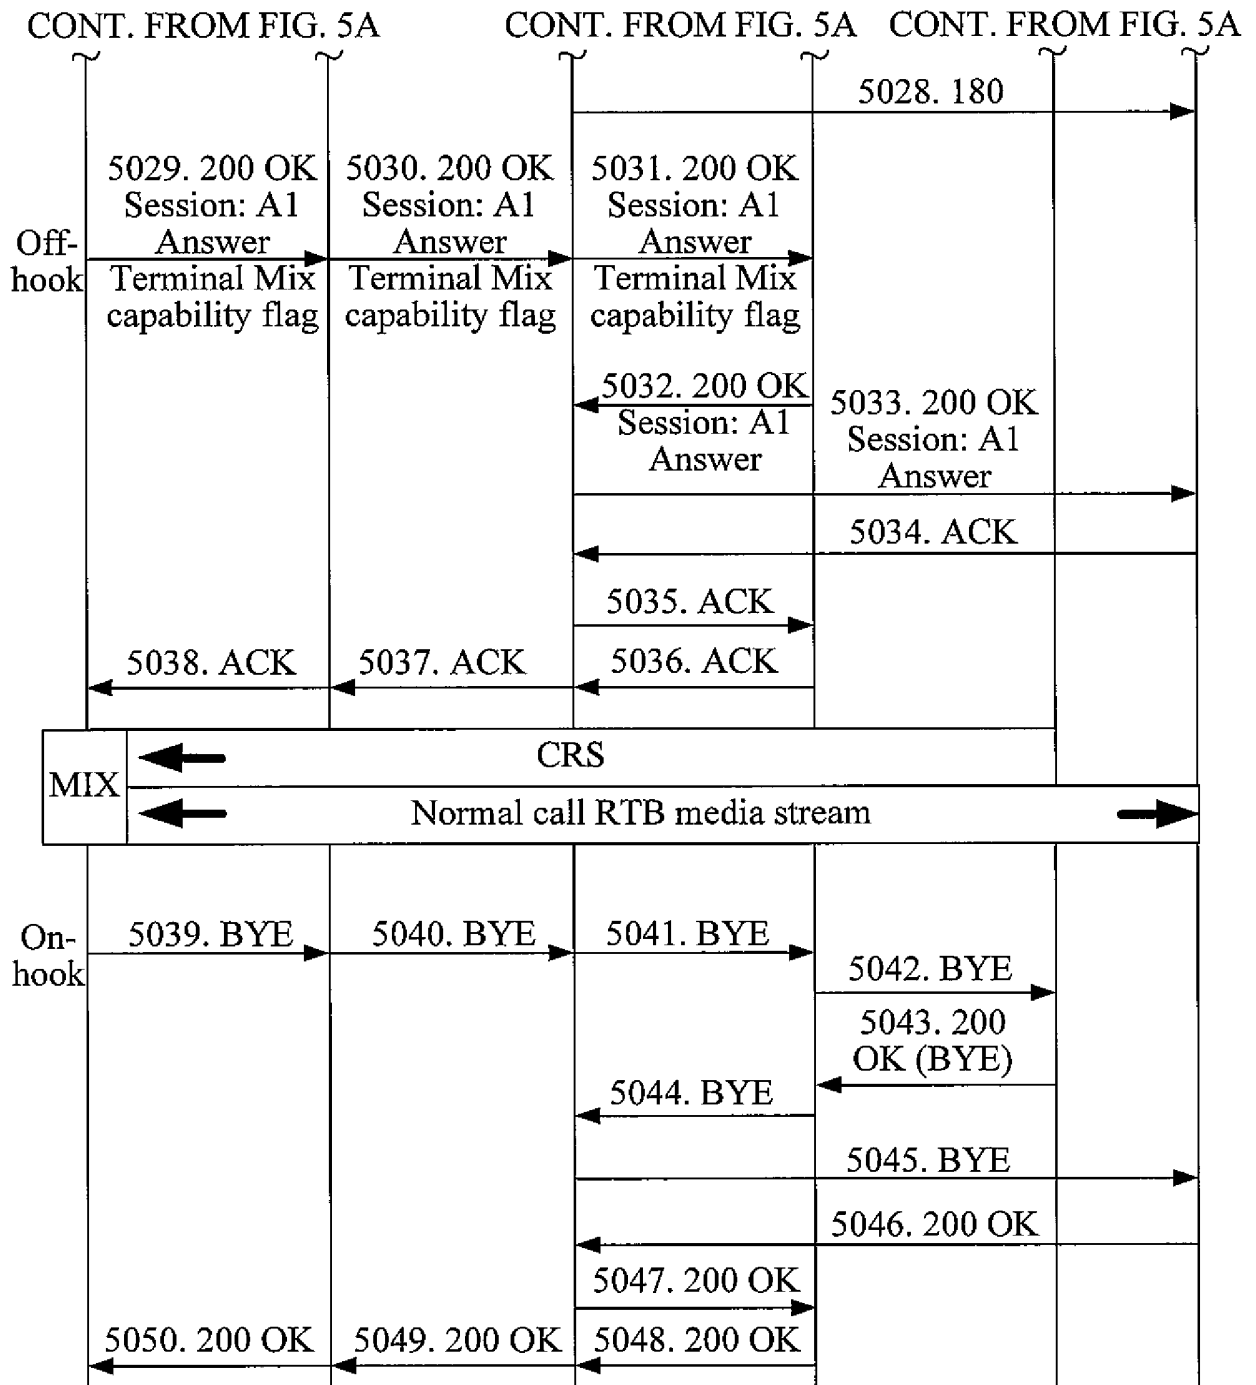 CONT. FROM FIG. 5A
CONT. FROM FIG. 5A
CONT. FROM FIG. 5A
5028. 180
5029. 200 OK
Session: A1
Answer
Terminal Mix
capability flag
5030. 200 OK
Session: A1
Answer
Terminal Mix
capability flag
5031. 200 OK
Session: A1
Answer
Terminal Mix
capability flag
Off-
hook
5032. 200 OK
Session: A1
Answer
5033. 200 OK
Session: A1
Answer
5034. ACK
5035. ACK
5038. ACK
5037. ACK
5036. ACK
MIX
CRS
Normal call RTB media stream
On-
hook
5039. BYE
5040. BYE
5041. BYE
5042. BYE
5043. 200
OK (BYE)
5044. BYE
5045. BYE
5046. 200 OK
5047. 200 OK
5050. 200 OK
5049. 200 OK
5048. 200 OK